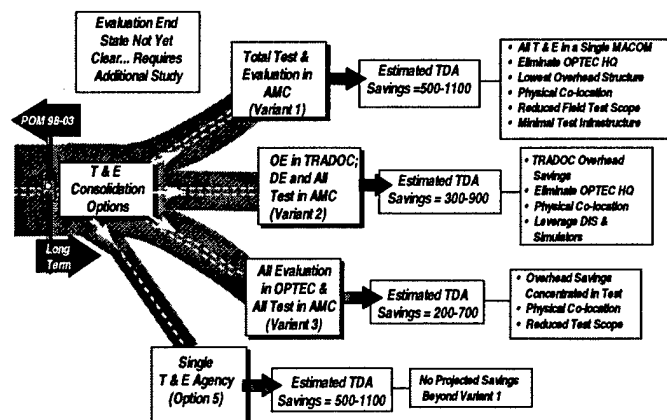 Evaluation End
State Not Yet
Clear... Requires
Additional Study
POM 98-03
T & E
Consolidation
Options
Long
Term
Total Test &
Evaluation in
AMC
(Variant 1)
Estimated TDA
Savings =500-1100
• All T & E in a Single MACOM
• Eliminate OPTEC HQ
• Lowest Overhead Structure
• Physical Co-location
• Reduced Field Test Scope
• Minimal Test Infrastructure
OE in TRADOC;
DE and All
Test in AMC
(Variant 2)
Estimated TDA
Savings = 300-900
• TRADOC Overhead
Savings
• Eliminate OPTEC HQ
• Physical Co-location
• Leverage DIS &
Simulators
All Evaluation
in OPTEC &
All Test in AMC
(Variant 3)
Estimated TDA
Savings = 200-700
• Overhead Savings
Concentrated in Test
• Physical Co-location
• Reduced Test Scope
Single
T & E Agency
(Option 5)
Estimated TDA
Savings = 500-1100
No Projected Savings
Beyond Variant 1